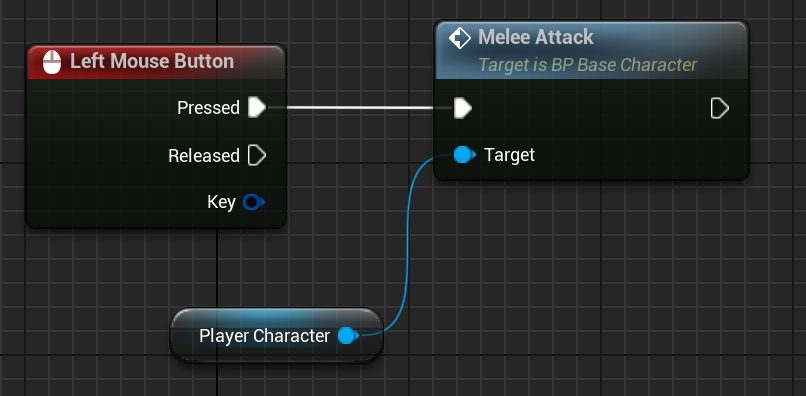 Left Mouse Button
Pressed
Released
Key
Melee Attack
Target is BP Base Character
Target
Player Character